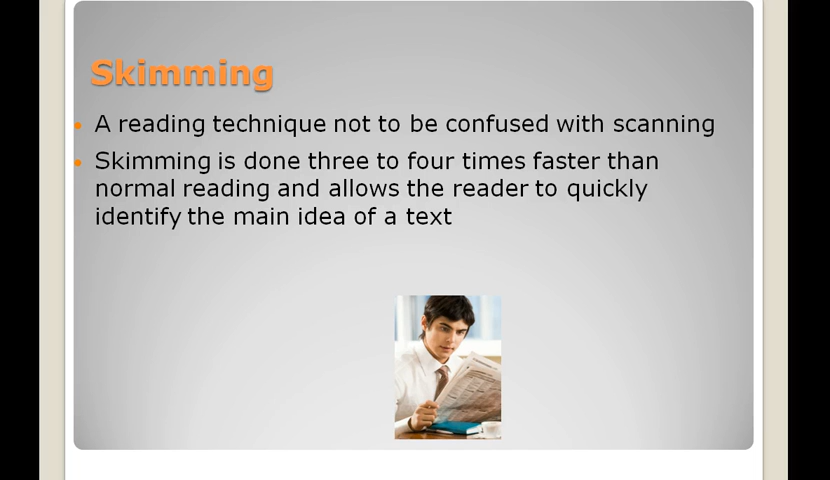 Skimming
A reading technique not to be confused with scanning
Skimming is done three to four times faster than
normal reading and allows the reader to quickly
identify the main idea of a text